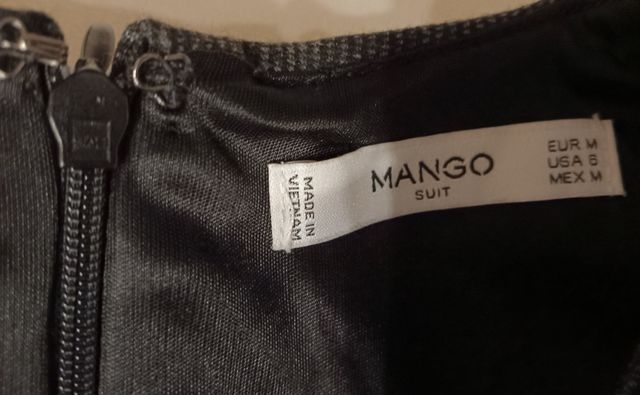 MADE IN
VIETNAM
MANGO
SUIT
EUR M
USA 6
MEX M